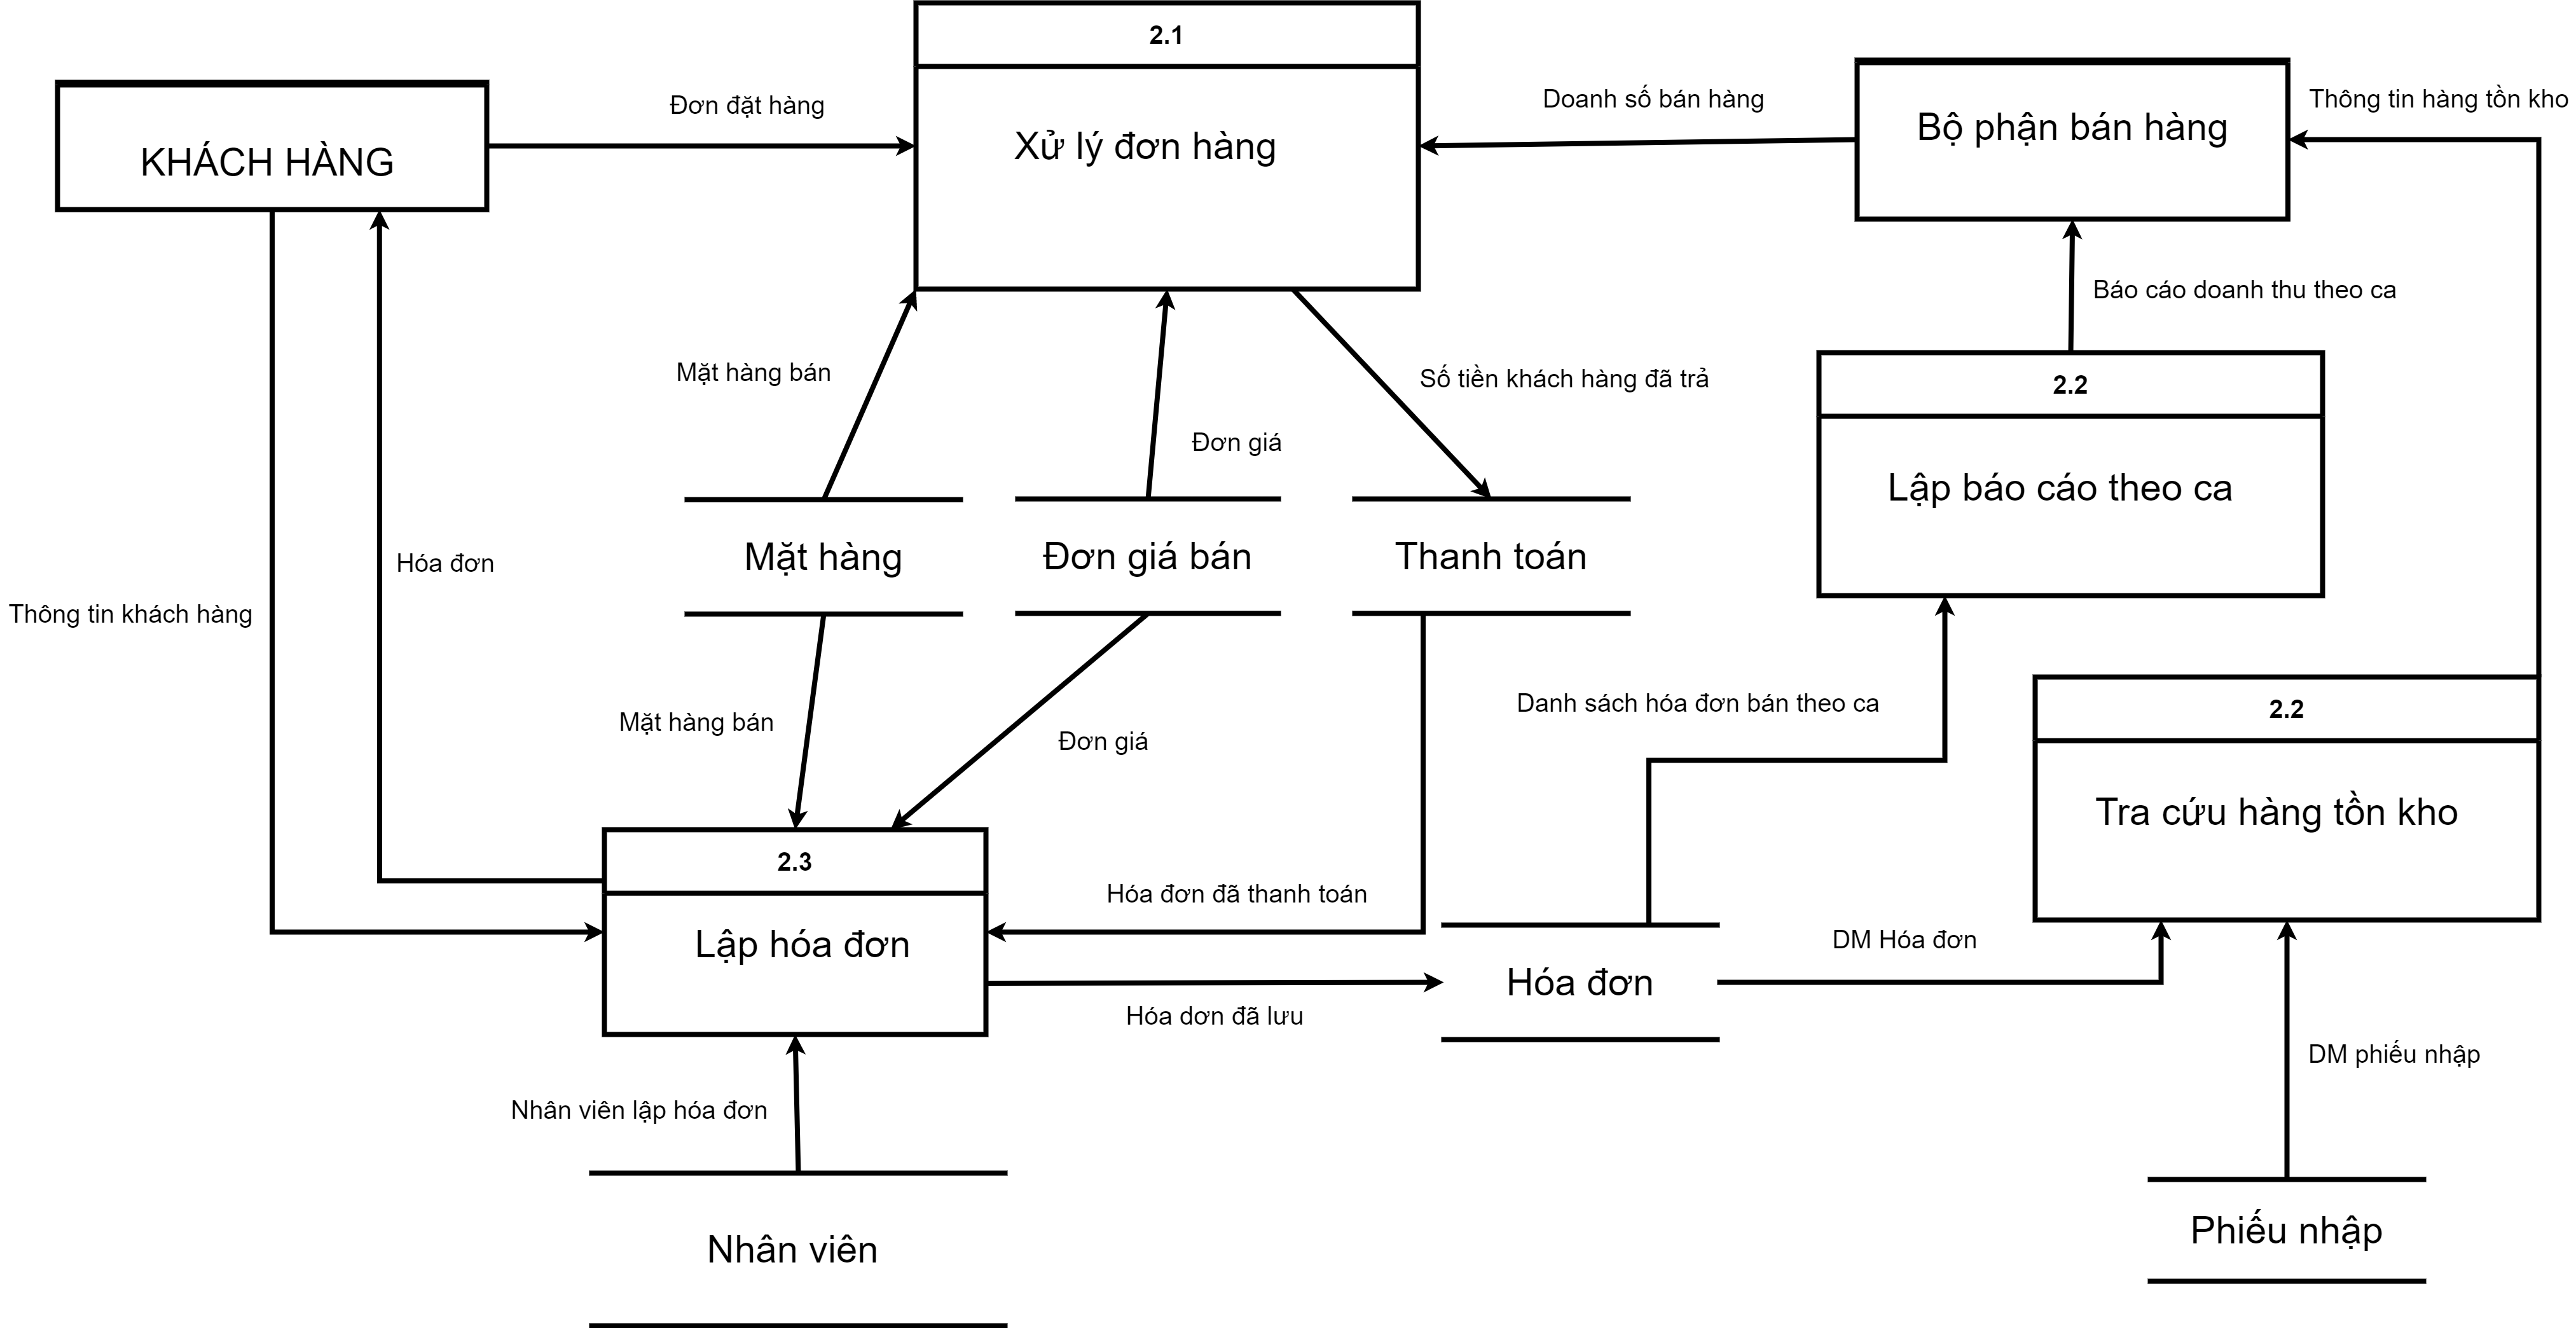 2.1
Xử lý đơn hàng
KHÁCH HÀNG
Đơn đặt hàng
Doanh số bán hàng
Bộ phận bán hàng
Thông tin hàng tồn kho
Báo cáo doanh thu theo ca
Mặt hàng bán
Đơn giá
Số tiền khách hàng đã trả
2.2
Lập báo cáo theo ca
Mặt hàng
Đơn giá bán
Thanh toán
Hóa đơn
Thông tin khách hàng
Mặt hàng bán
Đơn giá
Danh sách hóa đơn bán theo ca
2.2
Tra cứu hàng tồn kho
2.3
Lập hóa đơn
Hóa đơn đã thanh toán
Hóa dơn đã lưu
Hóa đơn
DM Hóa đơn
DM phiếu nhập
Nhân viên lập hóa đơn
Nhân viên
Phiếu nhập